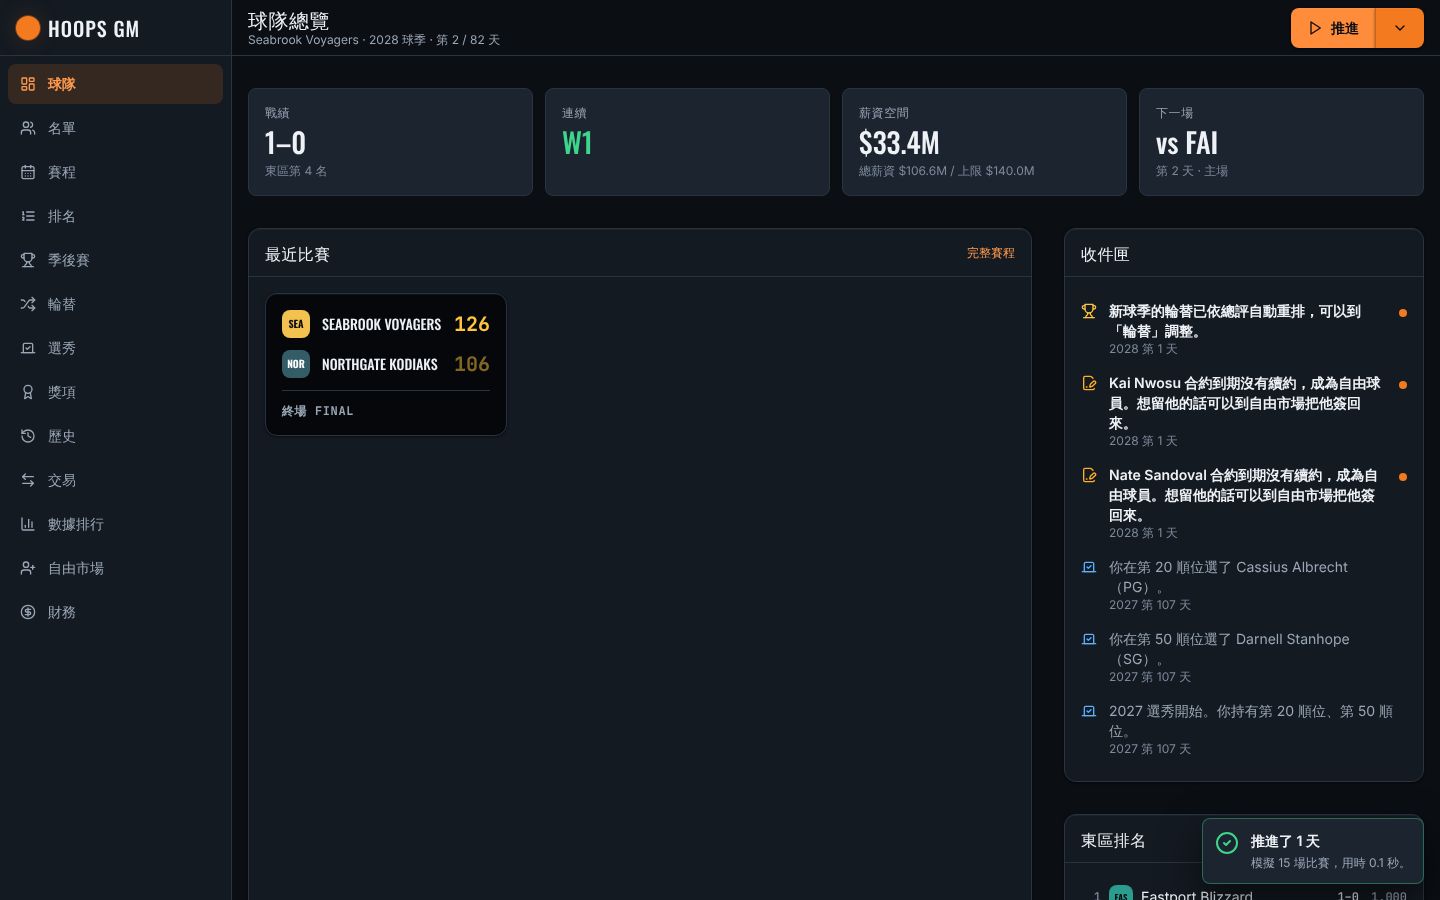 HOOPS GM
球隊
名單
賽程
排名
季後賽
輪替
選秀
獎項
歷史
交易
數據排行
自由市場
財務
球隊總覽
Seabrook Voyagers · 2028 球季 · 第 2 / 82 天
推進
戰績
1–0
東區第 4 名
連續
W1
薪資空間
$33.4M
總薪資 $106.6M / 上限 $140.0M
下一場
vs FAI
第 2 天 · 主場
最近比賽
完整賽程
SEA SEABROOK VOYAGERS 126
NOR NORTHGATE KODIAKS 106
終場 FINAL
收件匣
新球季的輪替已依總評自動重排，可以到
「輪替」調整。
2028 第 1 天
Kai Nwosu 合約到期沒有續約，成為自由球
員。想留他的話可以到自由市場把他簽回
來。
2028 第 1 天
Nate Sandoval 合約到期沒有續約，成為自
由球員。想留他的話可以到自由市場把他簽
回來。
2028 第 1 天
你在第 20 順位選了 Cassius Albrecht
（PG）。
2027 第 107 天
你在第 50 順位選了 Darnell Stanhope
（SG）。
2027 第 107 天
2027 選秀開始。你持有第 20 順位、第 50 順
位。
2027 第 107 天
東區排名
1 EAS Eastport Blizzard 1–0 1.000
推進了 1 天
模擬 15 場比賽，用時 0.1 秒。